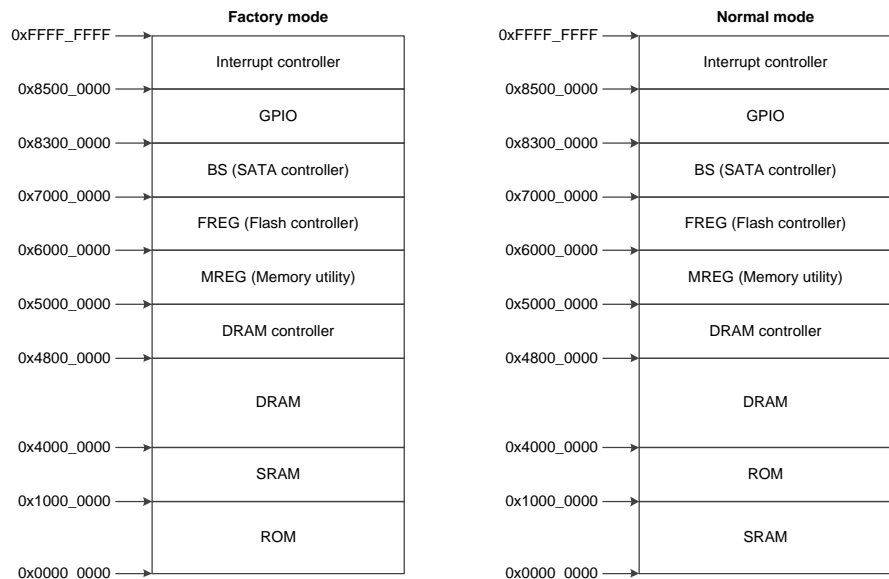 Factory mode
0xFFFF_FFFF
Interrupt controller
0x8500_0000
GPIO
0x8300_0000
BS (SATA controller)
0x7000_0000
FREG (Flash controller)
0x6000_0000
MREG (Memory utility)
0x5000_0000
DRAM controller
0x4800_0000
DRAM
0x4000_0000
SRAM
0x1000_0000
ROM
0x0000_0000
Normal mode
0xFFFF_FFFF
Interrupt controller
0x8500_0000
GPIO
0x8300_0000
BS (SATA controller)
0x7000_0000
FREG (Flash controller)
0x6000_0000
MREG (Memory utility)
0x5000_0000
DRAM controller
0x4800_0000
DRAM
0x4000_0000
ROM
0x1000_0000
SRAM
0x0000_0000